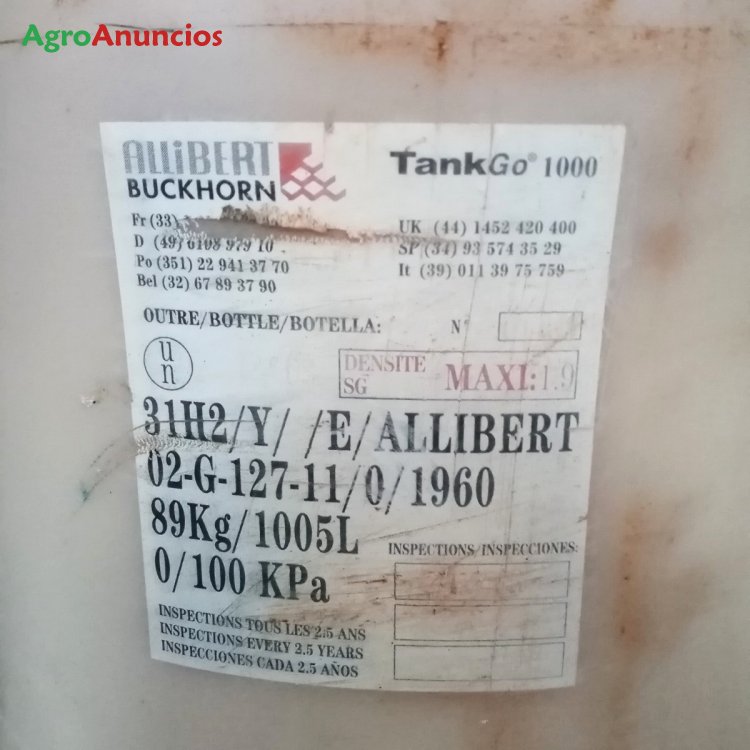 AgroAnuncios
ALLIBERT
BUCKHORN
TankGo® 1000
Fr (33)
D (49) 6108 979 10
Po (351) 22 941 37 70
Bel (32) 67 89 37 90
UK (44) 1452 420 400
SP (34) 93 574 35 29
It (39) 011 39 75 759
OUTRE/BOTTLE/BOTELLA:
N°
un
DENSITE
SG
MAXI:1.9
31H2/Y/ /E/ALLIBERT
02-G-127-11/0/1960
89Kg/1005L
0/100 KPa
INSPECTIONS/INSPECCIONES:
INSPECTIONS TOUS LES 2.5 ANS
INSPECTIONS EVERY 2.5 YEARS
INSPECCIONES CADA 2.5 AÑOS